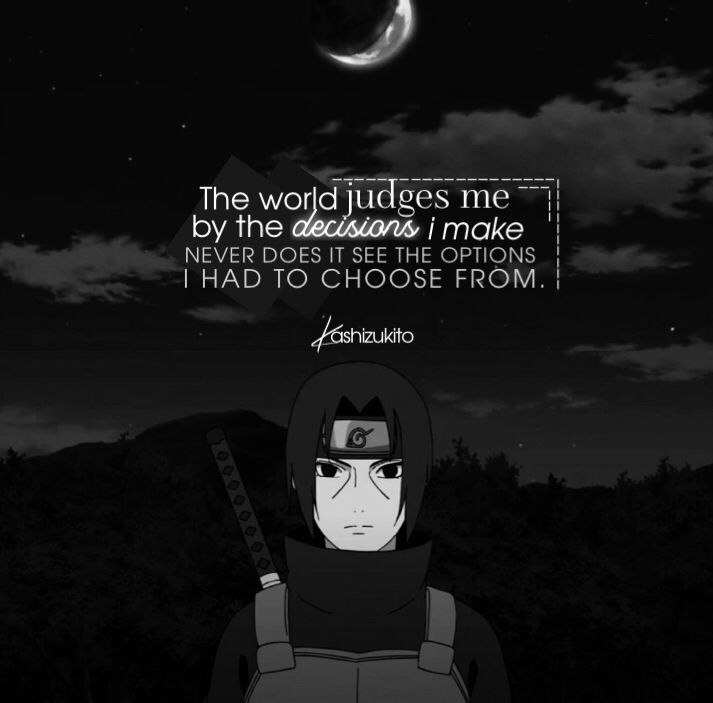 The world judges me
by the decisions i make
NEVER DOES IT SEE THE OPTIONS
I HAD TO CHOOSE FROM.
Kashizukito